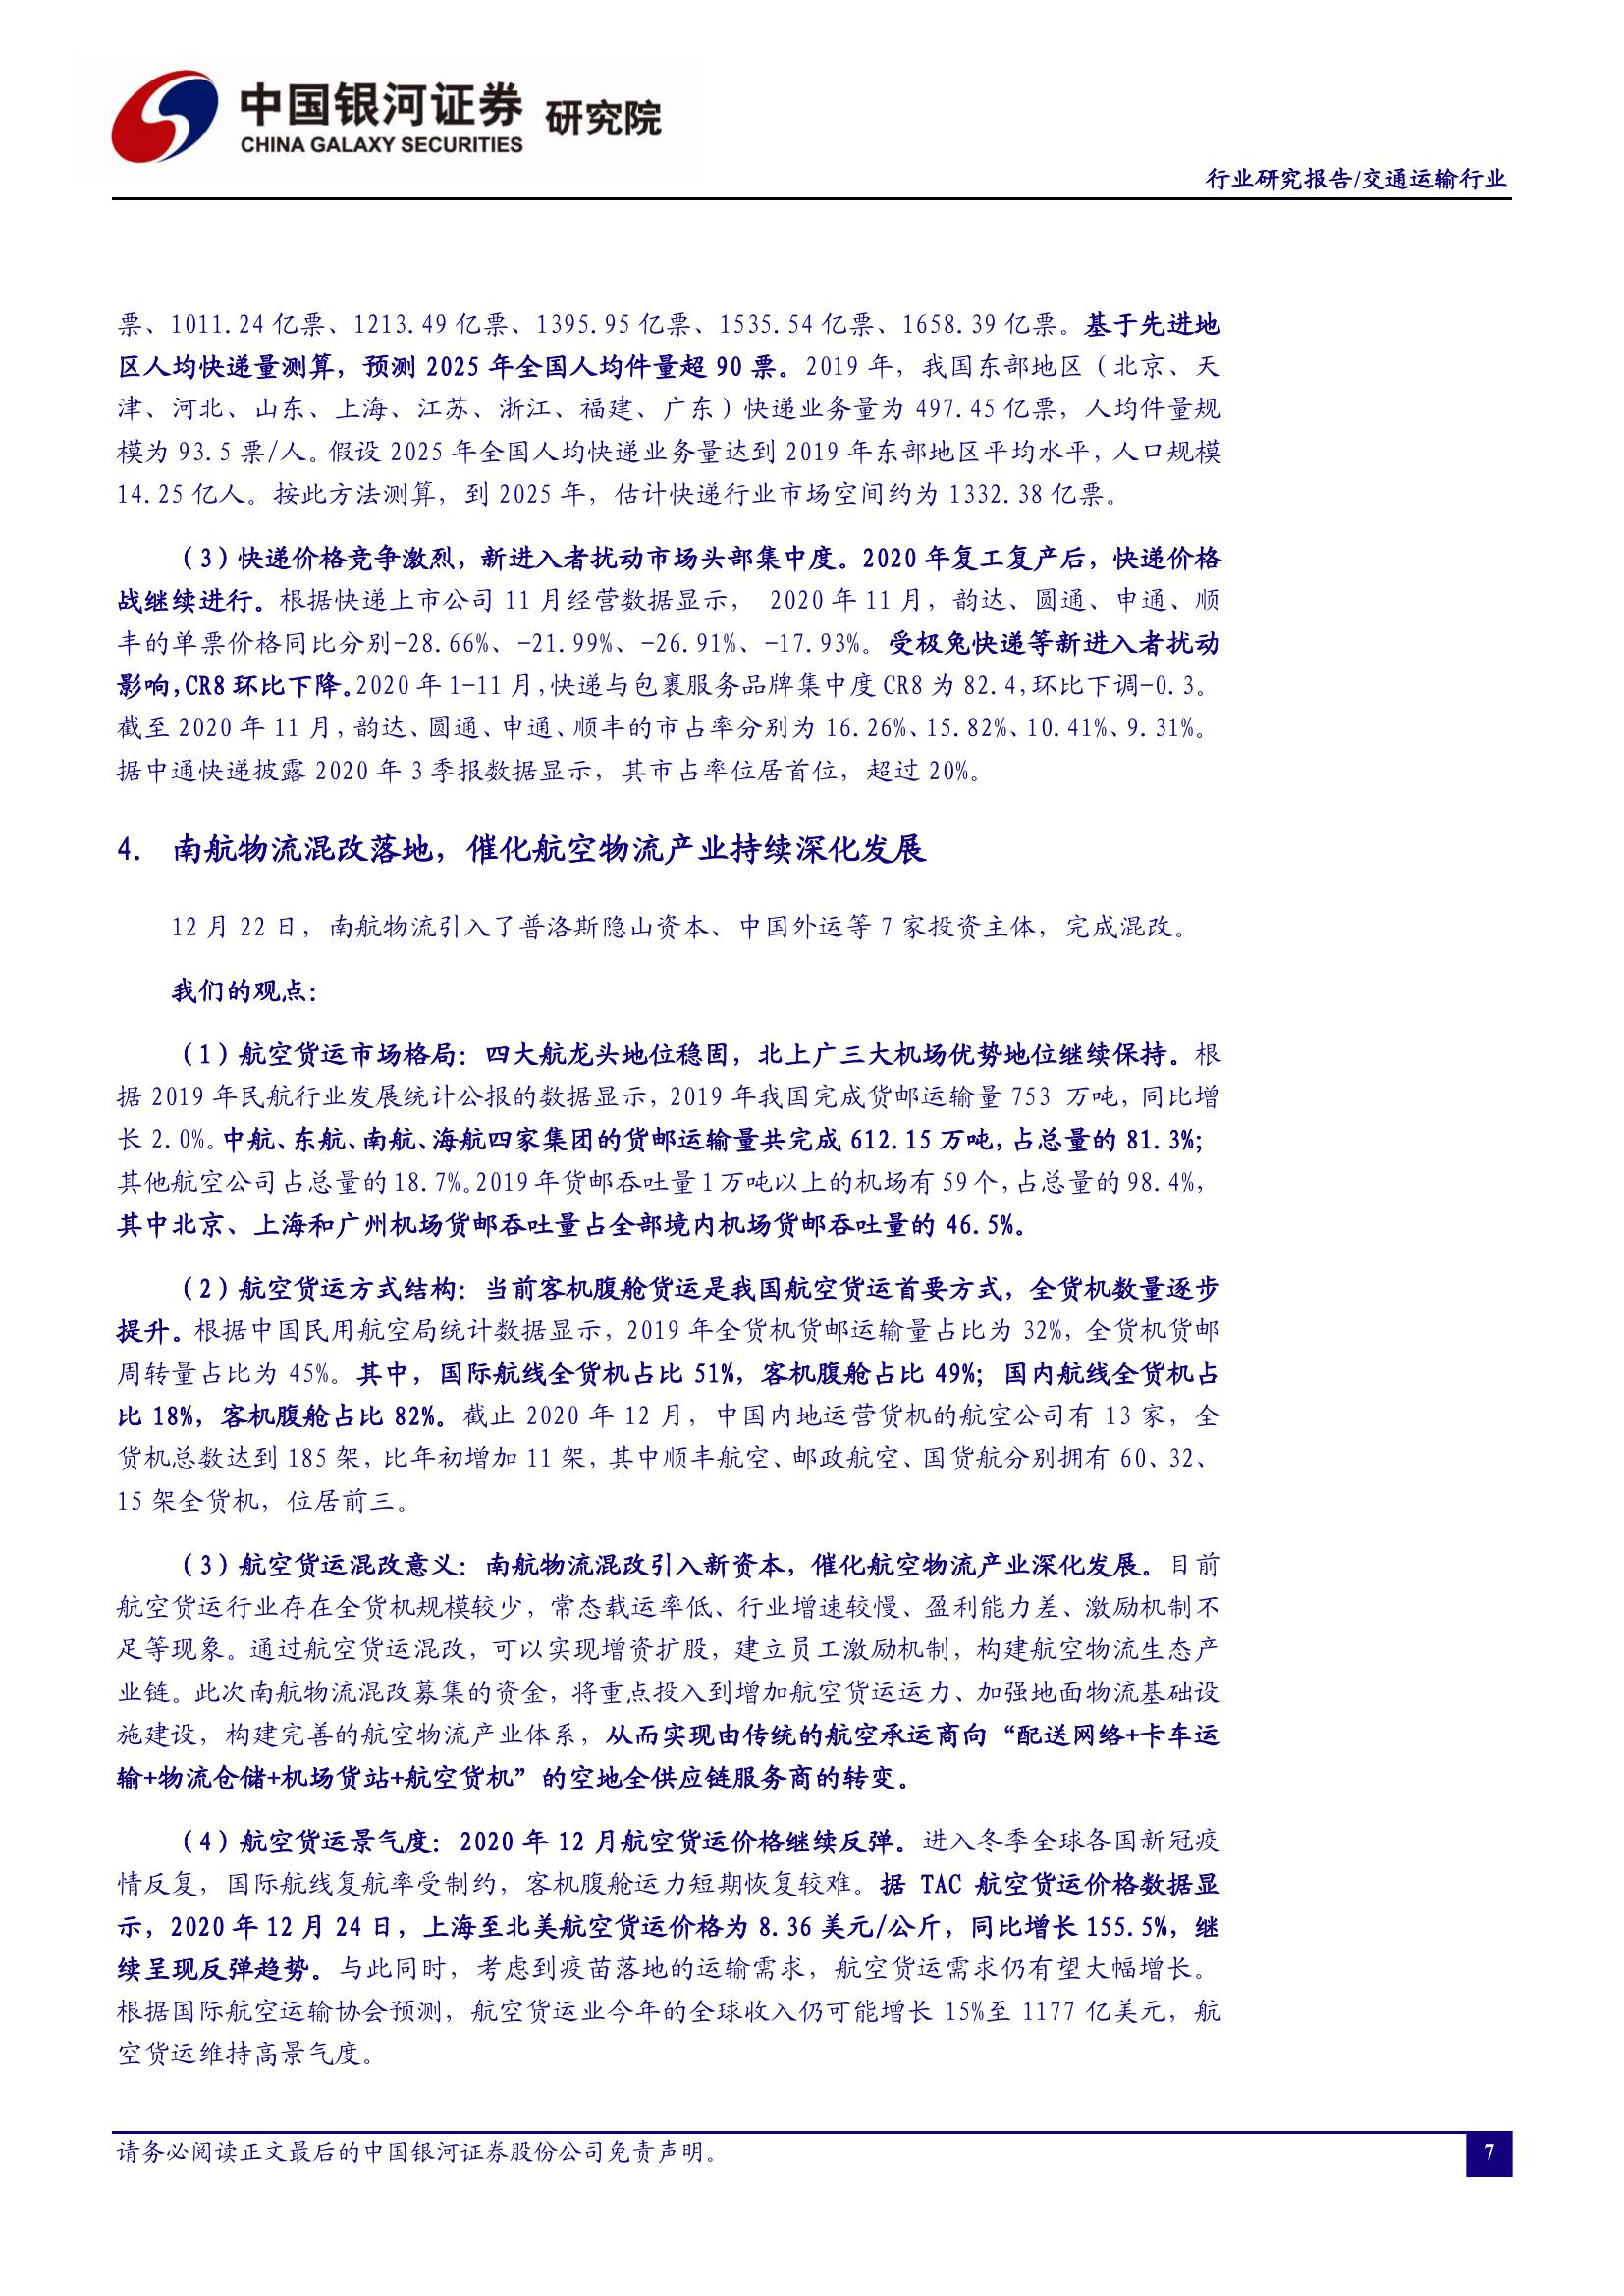 中国银河证券 研究院
CHINA GALAXY SECURITIES
行业研究报告/交通运输行业
票、1011.24 亿票、1213.49 亿票、1395.95 亿票、1535.54 亿票、1658.39 亿票。基于先进地
区人均快递量测算，预测 2025 年全国人均件量超 90 票。2019 年，我国东部地区（北京、天
津、河北、山东、上海、江苏、浙江、福建、广东）快递业务量为 497.45 亿票，人均件量规
模为 93.5 票/人。假设 2025 年全国人均快递业务量达到 2019 年东部地区平均水平，人口规模
14.25 亿人。按此方法测算，到 2025 年，估计快递行业市场空间约为 1332.38 亿票。
（3）快递价格竞争激烈，新进入者扰动市场头部集中度。2020 年复工复产后，快递价格
战继续进行。根据快递上市公司 11 月经营数据显示， 2020 年 11 月，韵达、圆通、申通、顺
丰的单票价格同比分别-28.66%、-21.99%、-26.91%、-17.93%。受极兔快递等新进入者扰动
影响，CR8 环比下降。2020 年 1-11 月，快递与包裹服务品牌集中度 CR8 为 82.4，环比下调-0.3。
截至 2020 年 11 月，韵达、圆通、申通、顺丰的市占率分别为 16.26%、15.82%、10.41%、9.31%。
据中通快递披露 2020 年 3 季报数据显示，其市占率位居首位，超过 20%。
4. 南航物流混改落地，催化航空物流产业持续深化发展
12 月 22 日，南航物流引入了普洛斯隐山资本、中国外运等 7 家投资主体，完成混改。
我们的观点：
（1）航空货运市场格局：四大航龙头地位稳固，北上广三大机场优势地位继续保持。根
据 2019 年民航行业发展统计公报的数据显示，2019 年我国完成货邮运输量 753 万吨，同比增
长 2.0%。中航、东航、南航、海航四家集团的货邮运输量共完成 612.15 万吨，占总量的 81.3%；
其他航空公司占总量的 18.7%。2019 年货邮吞吐量 1 万吨以上的机场有 59 个，占总量的 98.4%，
其中北京、上海和广州机场货邮吞吐量占全部境内机场货邮吞吐量的 46.5%。
（2）航空货运方式结构：当前客机腹舱货运是我国航空货运首要方式，全货机数量逐步
提升。根据中国民用航空局统计数据显示，2019 年全货机货邮运输量占比为 32%，全货机货邮
周转量占比为 45%。其中，国际航线全货机占比 51%，客机腹舱占比 49%；国内航线全货机占
比 18%，客机腹舱占比 82%。截止 2020 年 12 月，中国内地运营货机的航空公司有 13 家，全
货机总数达到 185 架，比年初增加 11 架，其中顺丰航空、邮政航空、国货航分别拥有 60、32、
15 架全货机，位居前三。
（3）航空货运混改意义：南航物流混改引入新资本，催化航空物流产业深化发展。目前
航空货运行业存在全货机规模较少，常态载运率低、行业增速较慢、盈利能力差、激励机制不
足等现象。通过航空货运混改，可以实现增资扩股，建立员工激励机制，构建航空物流生态产
业链。此次南航物流混改募集的资金，将重点投入到增加航空货运运力、加强地面物流基础设
施建设，构建完善的航空物流产业体系，从而实现由传统的航空承运商向“配送网络+卡车运
输+物流仓储+机场货站+航空货机”的空地全供应链服务商的转变。
（4）航空货运景气度：2020 年 12 月航空货运价格继续反弹。进入冬季全球各国新冠疫
情反复，国际航线复航率受制约，客机腹舱运力短期恢复较难。据 TAC 航空货运价格数据显
示，2020 年 12 月 24 日，上海至北美航空货运价格为 8.36 美元/公斤，同比增长 155.5%，继
续呈现反弹趋势。与此同时，考虑到疫苗落地的运输需求，航空货运需求仍有望大幅增长。
根据国际航空运输协会预测，航空货运业今年的全球收入仍可能增长 15%至 1177 亿美元，航
空货运维持高景气度。
请务必阅读正文最后的中国银河证券股份公司免责声明。
7